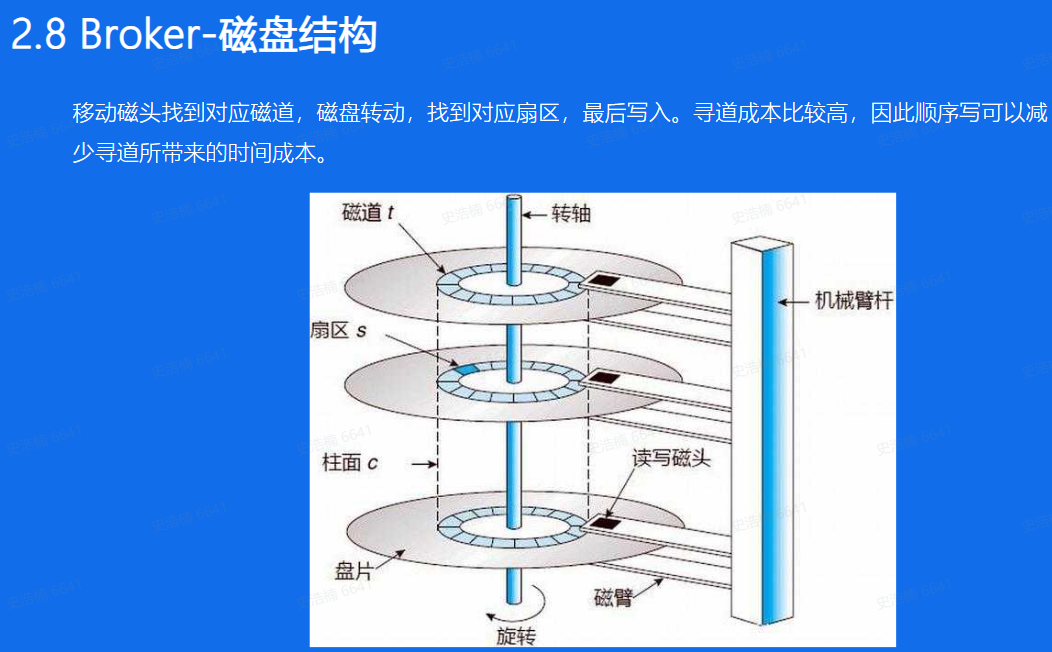 2.8 Broker-磁盘结构
移动磁头找到对应磁道，磁盘转动，找到对应扇区，最后写入。寻道成本比较高，因此顺序写可以减
少寻道所带来的时间成本。
磁道 t
转轴
机械臂杆
扇区 s
柱面 c
读写磁头
盘片
磁臂
旋转
史浩楠 6641